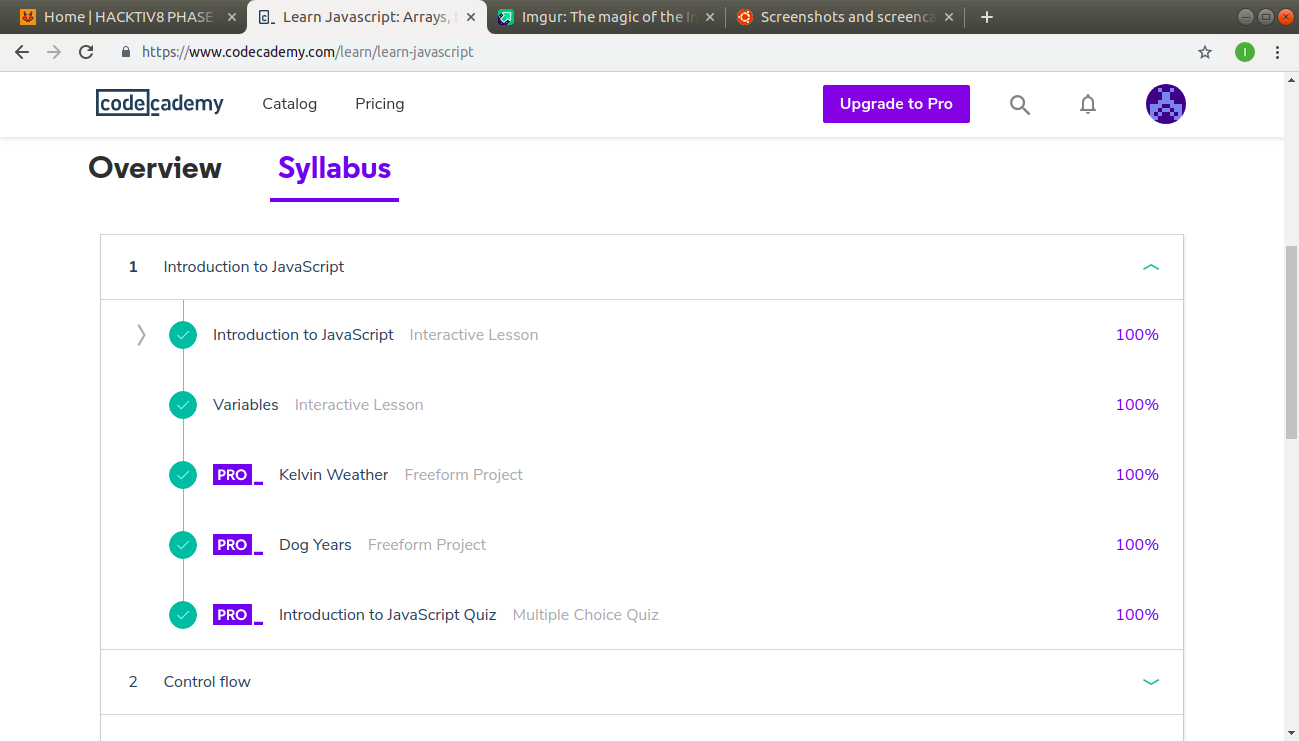 Home | HACKTIV8 PHASE
Learn Javascript: Arrays,
Imgur: The magic of the
Screenshots and screenca
https://www.codecademy.com/learn/learn-javascript
I
codecademy
Catalog
Pricing
Upgrade to Pro
Overview
Syllabus
1 Introduction to JavaScript
Introduction to JavaScript Interactive Lesson 100%
Variables Interactive Lesson 100%
PRO Kelvin Weather Freeform Project 100%
PRO Dog Years Freeform Project 100%
PRO Introduction to JavaScript Quiz Multiple Choice Quiz 100%
2 Control flow